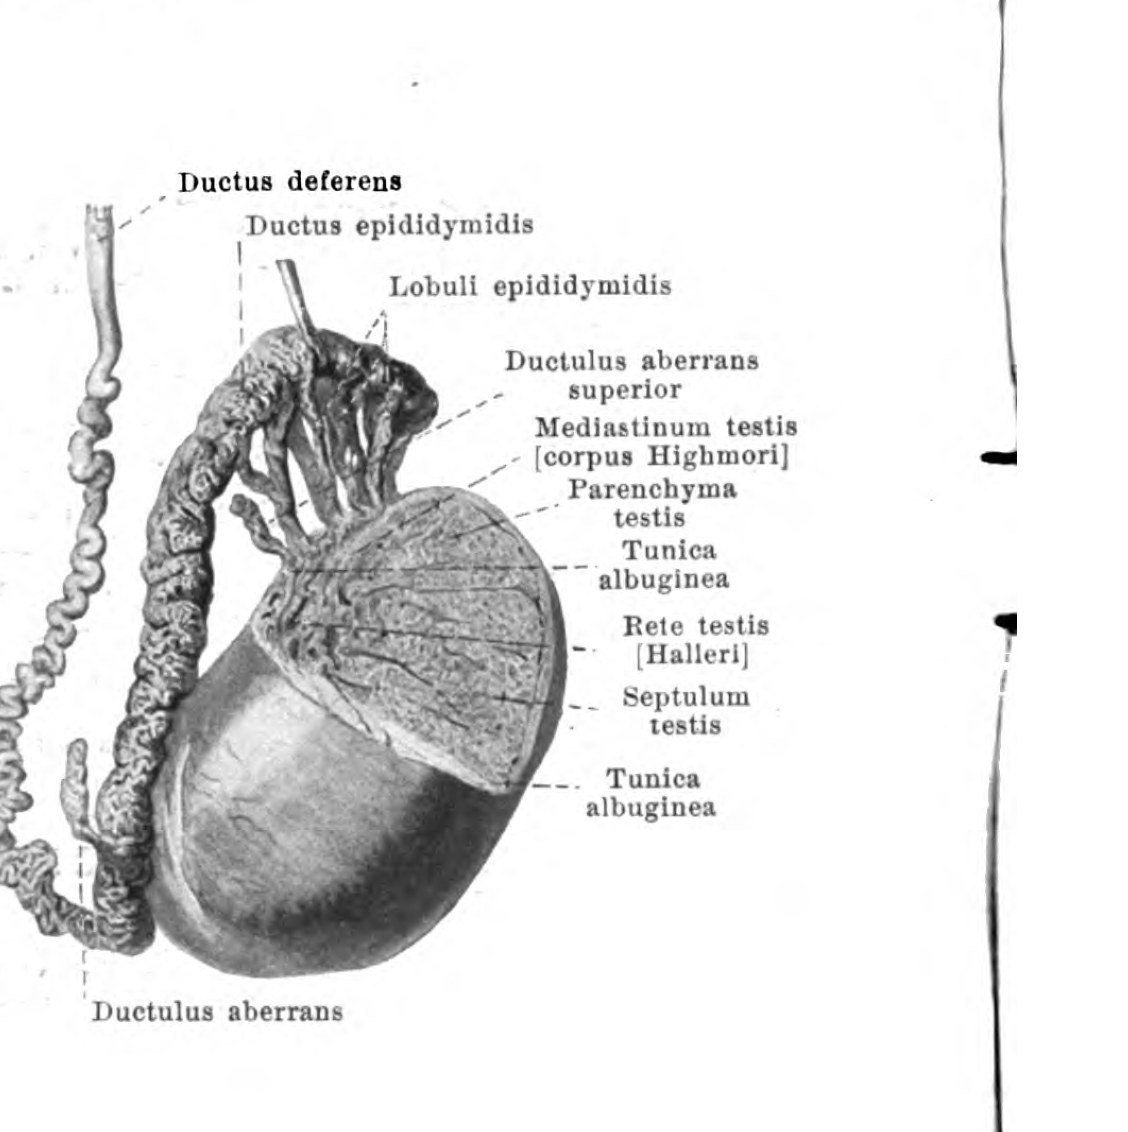 Ductus deferens
Ductus epididymidis
Lobuli epididymidis
Ductulus aberrans
superior
Mediastinum testis
[corpus Highmori]
Parenchyma
testis
Tunica
albuginea
Rete testis
[Halleri]
Septulum
testis
Tunica
albuginea
Ductulus aberrans